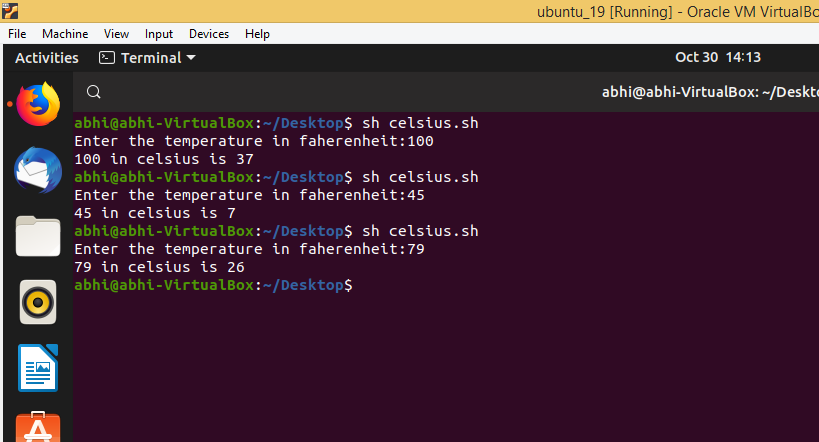 ubuntu_19 [Running] - Oracle VM VirtualBo
File Machine View Input Devices Help
Activities Terminal Oct 30 14:13
abhi@abhi-VirtualBox: ~/Deskto
abhi@abhi-VirtualBox:~/Desktop$ sh celsius.sh
Enter the temperature in faherenheit:100
100 in celsius is 37
abhi@abhi-VirtualBox:~/Desktop$ sh celsius.sh
Enter the temperature in faherenheit:45
45 in celsius is 7
abhi@abhi-VirtualBox:~/Desktop$ sh celsius.sh
Enter the temperature in faherenheit:79
79 in celsius is 26
abhi@abhi-VirtualBox:~/Desktop$